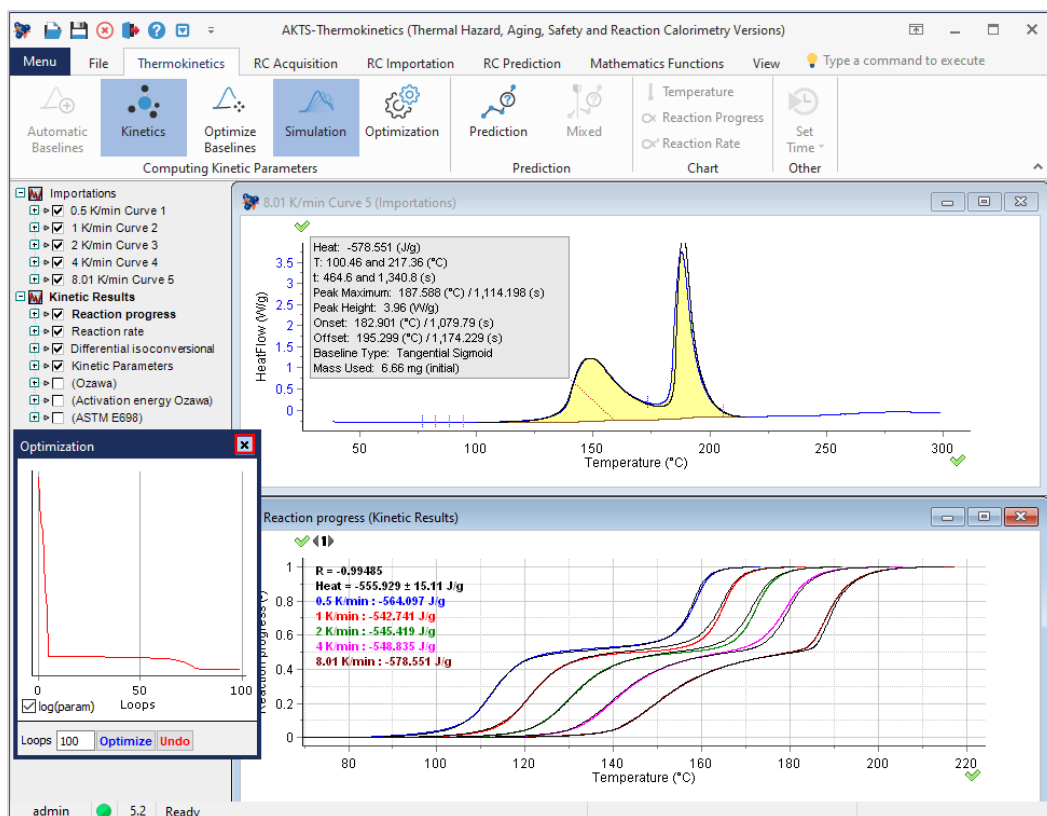 AKTS-Thermokinetics (Thermal Hazard, Aging, Safety and Reaction Calorimetry Versions)
Menu File Thermokinetics RC Acquisition RC Importation RC Prediction Mathematics Functions View Type a command to execute
Automatic Baselines
Kinetics
Optimize Baselines
Simulation
Optimization
Prediction
Mixed
Temperature
Reaction Progress
Reaction Rate
Set Time
Computing Kinetic Parameters Prediction Chart Other
Importations
0.5 K/min Curve 1
1 K/min Curve 2
2 K/min Curve 3
4 K/min Curve 4
8.01 K/min Curve 5
Kinetic Results
Reaction progress
Reaction rate
Differential isoconversional
Kinetic Parameters
(Ozawa)
(Activation energy Ozawa)
(ASTM E698)
8.01 K/min Curve 5 (Importations)
Heat: -578.551 (J/g)
T: 100.46 and 217.36 (°C)
t: 464.6 and 1,340.8 (s)
Peak Maximum: 187.588 (°C) / 1,114.198 (s)
Peak Height: 3.96 (W/g)
Onset: 182.901 (°C) / 1,079.79 (s)
Offset: 195.299 (°C) / 1,174.229 (s)
Baseline Type: Tangential Sigmoid
Mass Used: 6.66 mg (initial)
HeatFlow (W/g)
3.5
3
2.5
2
1.5
1
0.5
0
50 100 150 200 250 300
Temperature (°C)
Optimization
0 50 100
log(param) Loops
Loops 100 Optimize Undo
Reaction progress (Kinetic Results)
1
R = -0.99485
Heat = -555.929 ± 15.11 J/g
0.5 K/min : -564.097 J/g
1 K/min : -542.741 J/g
2 K/min : -545.419 J/g
4 K/min : -548.835 J/g
8.01 K/min : -578.551 J/g
1
0.8
0.6
0.4
0.2
0
80 100 120 140 160 180 200 220
Temperature (°C)
admin 5.2 Ready